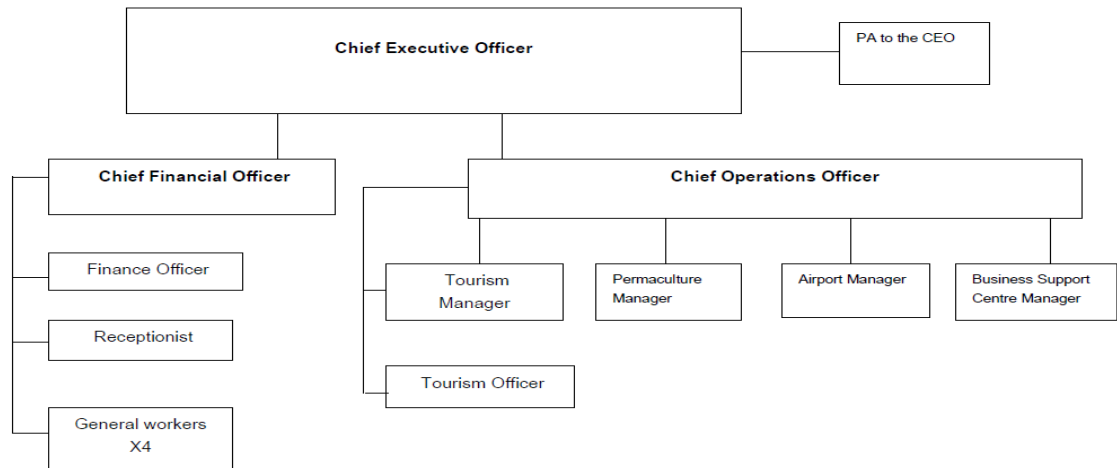 Chief Executive Officer
PA to the CEO
Chief Financial Officer
Chief Operations Officer
Finance Officer
Tourism
Manager
Permaculture
Manager
Airport Manager
Business Support
Centre Manager
Receptionist
Tourism Officer
General workers
X4